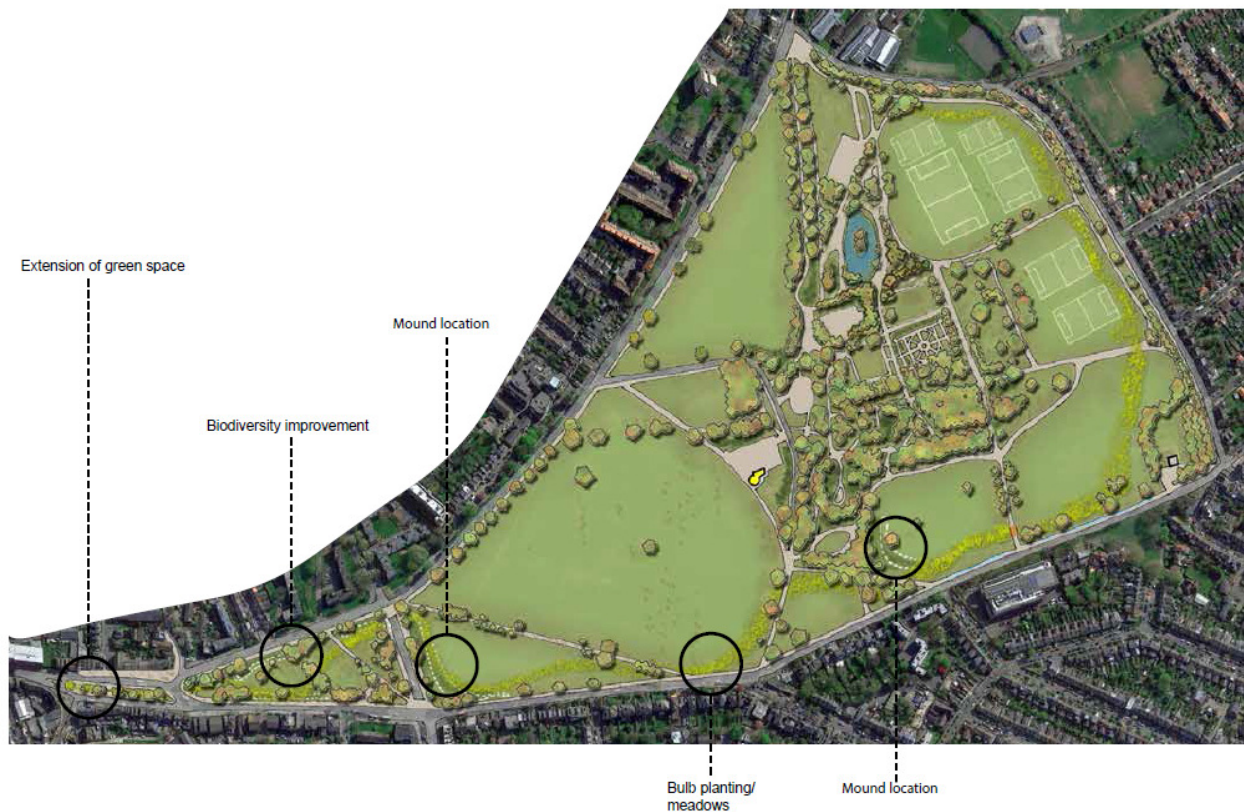 Extension of green space
Mound location
Biodiversity improvement
Bulb planting/
meadows
Mound location